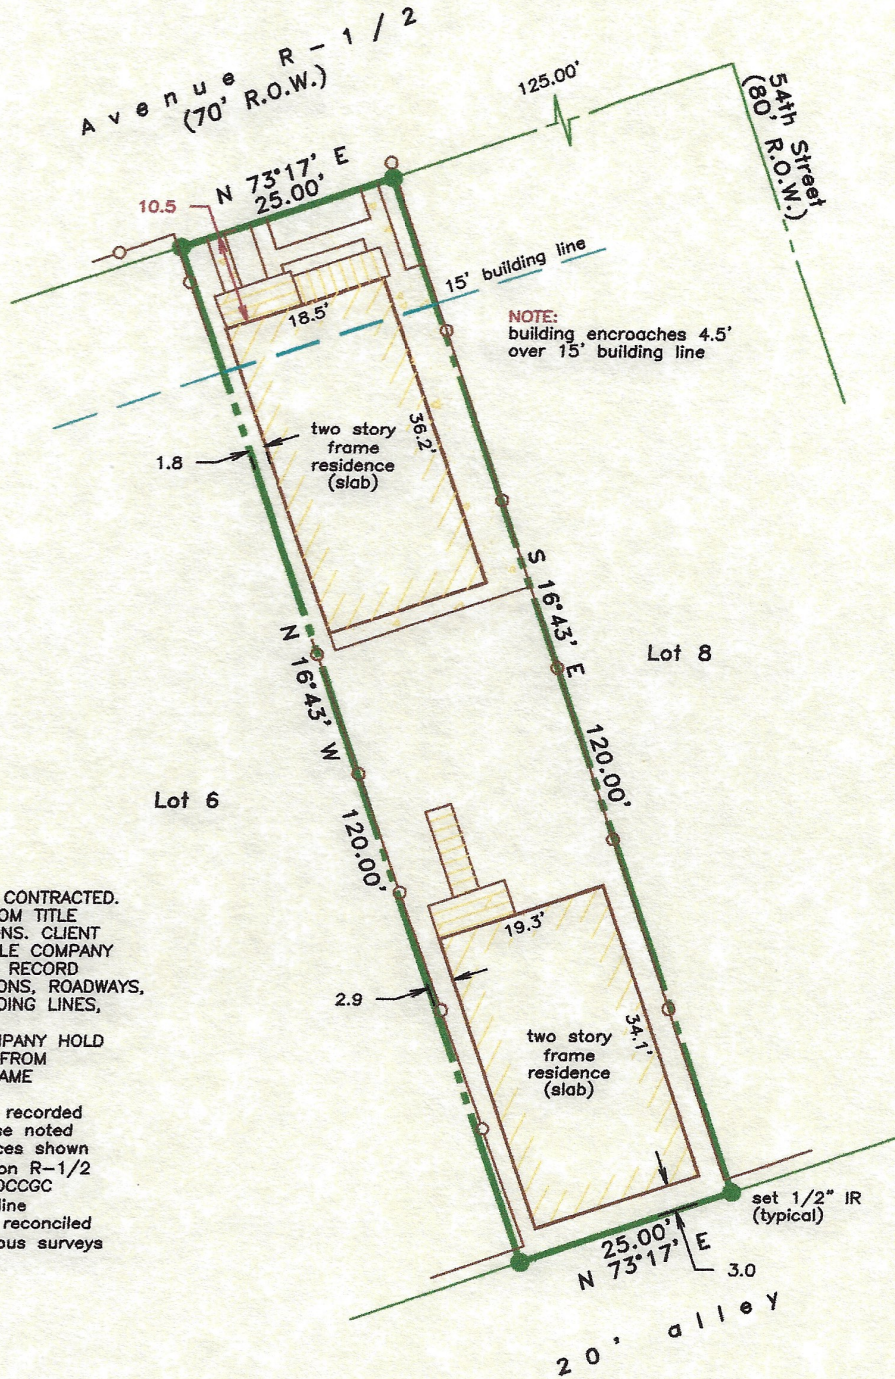 Avenue R-1/2
(70' R.O.W.)
125.00'
54th Street
(80' R.O.W.)
N 73°17' E
25.00'
10.5
15' building line
18.5'
NOTE:
building encroaches 4.5'
over 15' building line
two story
frame
residence
(slab)
36.2'
1.8
S 16°43' E
120.00'
N 16°43' W
120.00'
Lot 8
Lot 6
CONTRACTED.
OM TITLE
NS. CLIENT
LE COMPANY
RECORD
ONS, ROADWAYS,
DING LINES,
MPANY HOLD
FROM
AME
recorded
se noted
ces shown
on R-1/2
OCCGC
line
reconciled
ous surveys
19.3'
2.9
two story
frame
residence
(slab)
34.1'
set 1/2" IR
(typical)
25.00'
N 73°17' E
3.0
20' alley